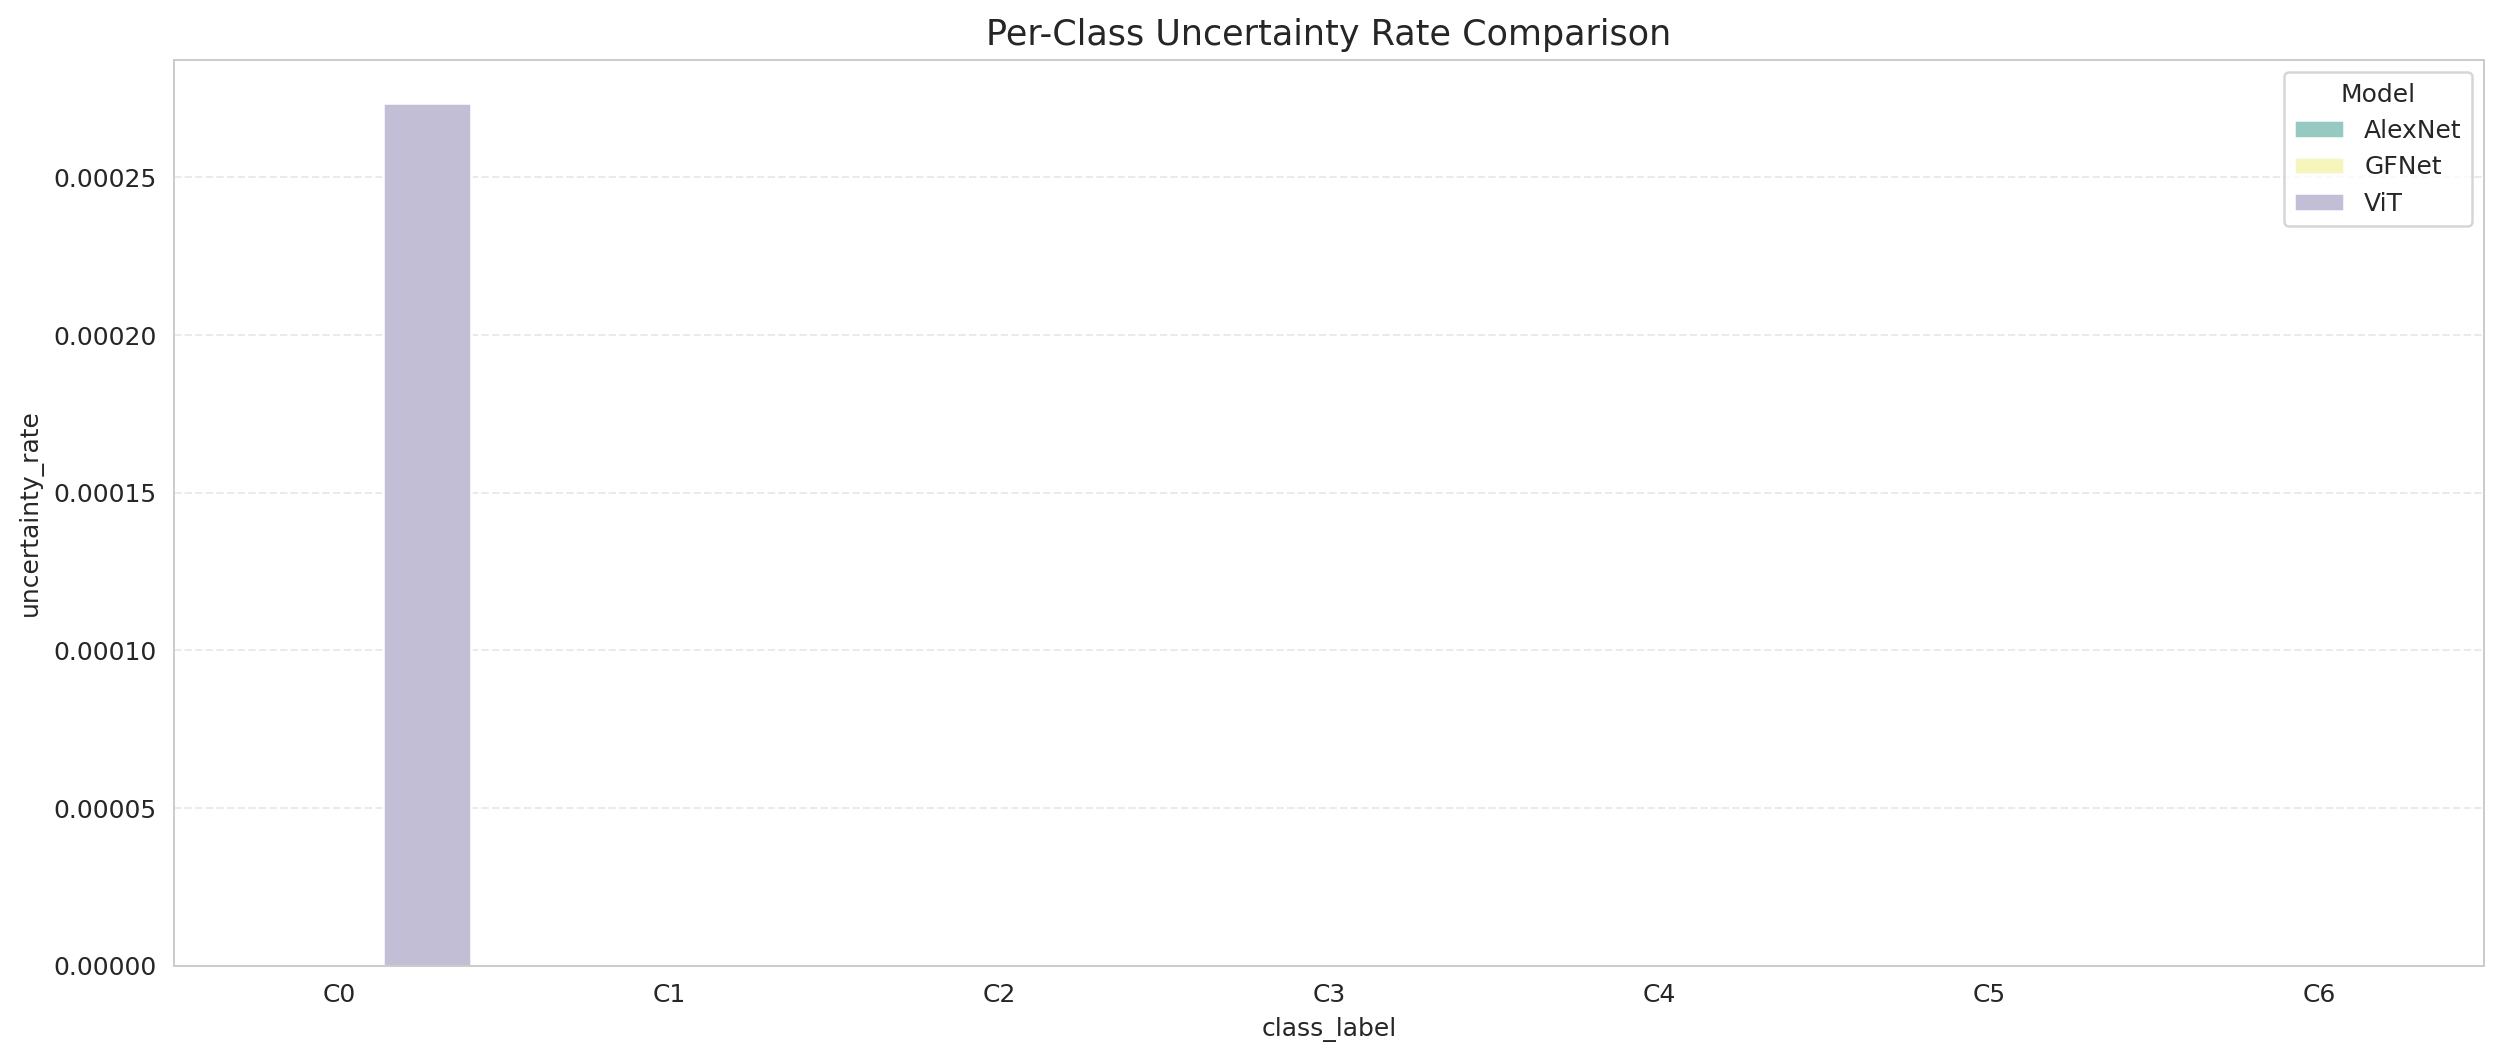 Per-Class Uncertainty Rate Comparison
Model
AlexNet
GFNet
ViT
uncertainty_rate
0.00025
0.00020
0.00015
0.00010
0.00005
0.00000
C0 C1 C2 C3 C4 C5 C6
class_label